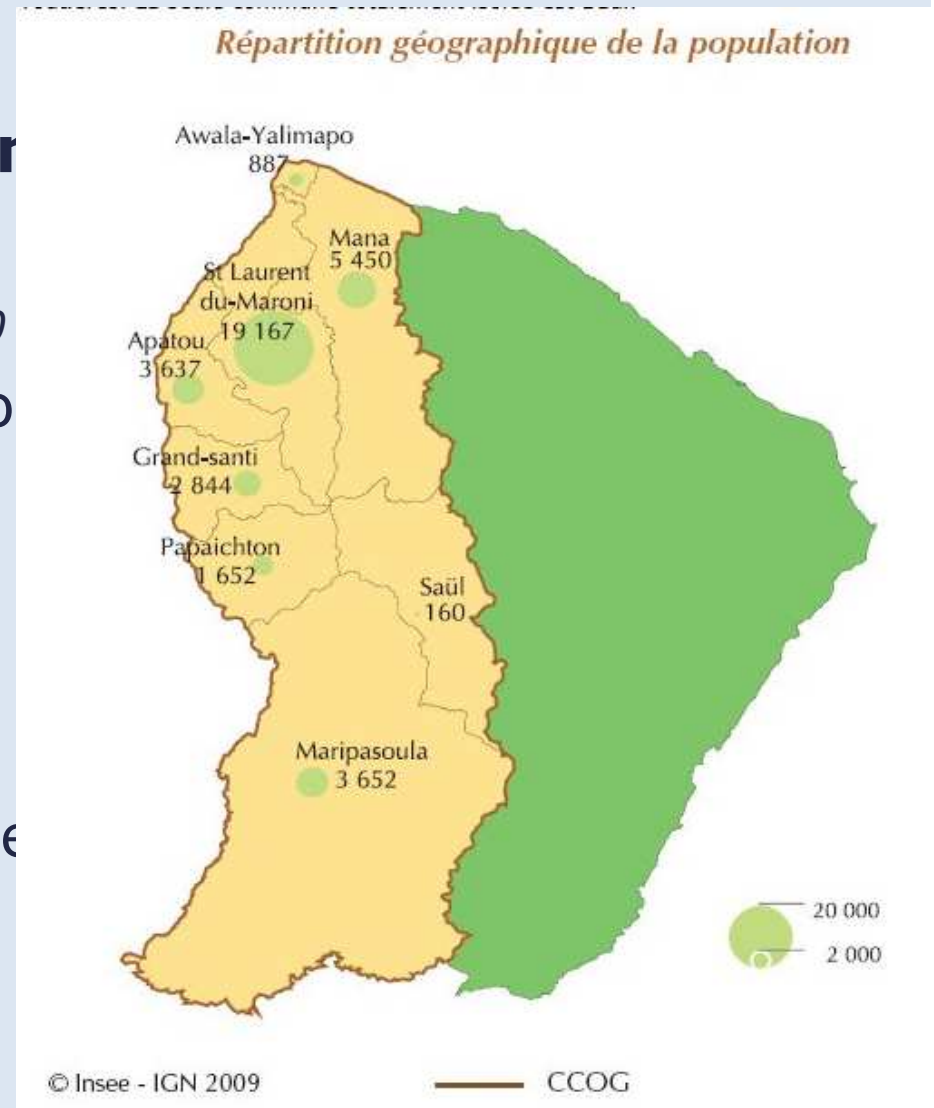 Répartition géographique de la population
Awala-Yalimapo
887
Mana
5 450
St Laurent
du-Maroni
19 167
Apatou
3 637
Grand-santi
2 844
Papaichton
1 652
Saül
160
Maripasoula
3 652
20 000
2 000
© Insee - IGN 2009
CCOG